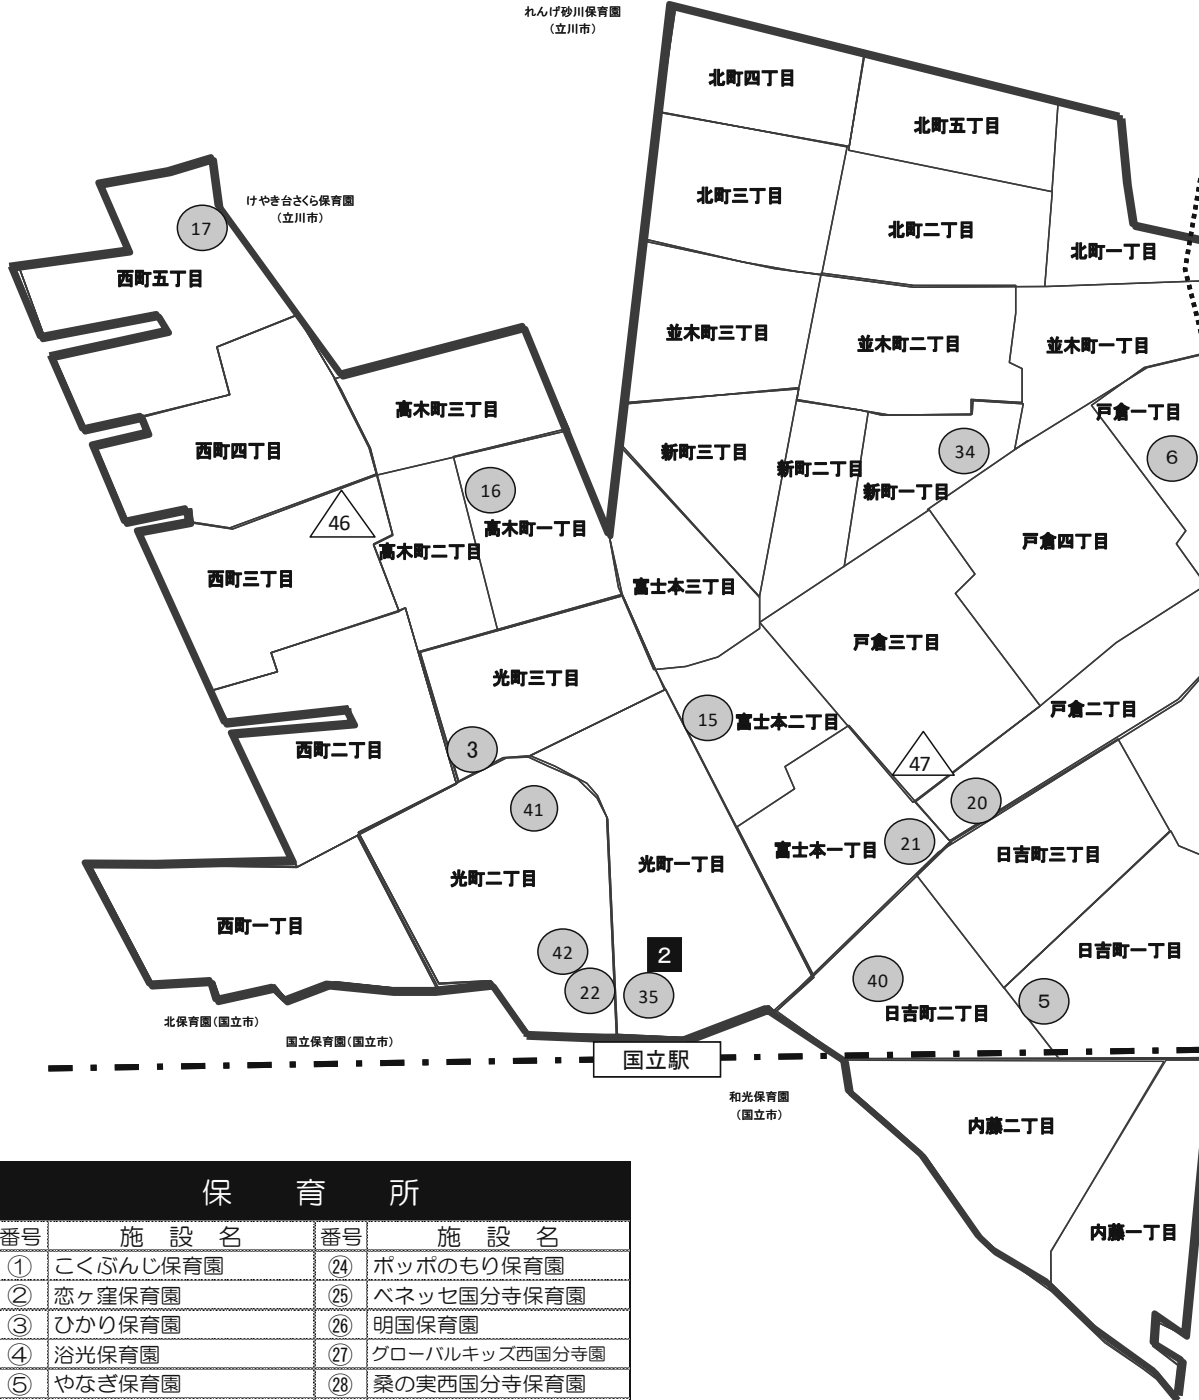 れんげ砂川保育園
(立川市)
北町四丁目
北町五丁目
北町三丁目
けやき台さくら保育園
(立川市)
17
北町二丁目
北町一丁目
西町五丁目
並木町三丁目
並木町二丁目
並木町一丁目
高木町三丁目
戸倉一丁目
西町四丁目
新町三丁目
34
6
新町二丁目
16
新町一丁目
46
高木町一丁目
戸倉四丁目
高木町二丁目
西町三丁目
富士本三丁目
戸倉三丁目
光町三丁目
戸倉二丁目
15
富士本二丁目
西町二丁目
3
47
20
41
21
富士本一丁目
日吉町三丁目
光町一丁目
光町二丁目
西町一丁目
42
2
日吉町一丁目
22
35
40
5
日吉町二丁目
北保育園(国立市)
国立保育園(国立市)
国立駅
和光保育園
(国立市)
内藤二丁目
内藤一丁目
保 育 所
番号 施 設 名 番号 施 設 名
① こくぶんじ保育園 ㉔ ポッポのもり保育園
② 恋ヶ窪保育園 ㉕ ベネッセ国分寺保育園
③ ひかり保育園 ㉖ 明国保育園
④ 浴光保育園 ㉗ グローバルキッズ西国分寺園
⑤ やなぎ保育園 ㉘ 桑の実西国分寺保育園